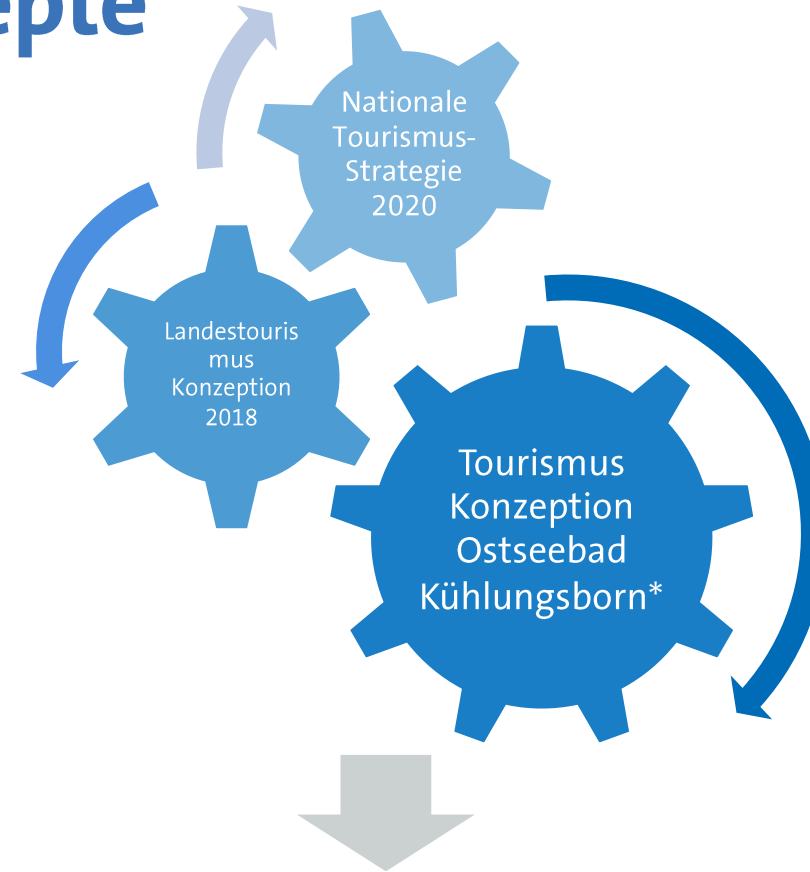 epte
Nationale
Tourismus-
Strategie
2020
Landestouris
mus
Konzeption
2018
Tourismus
Konzeption
Ostseebad
Kühlungsborn*